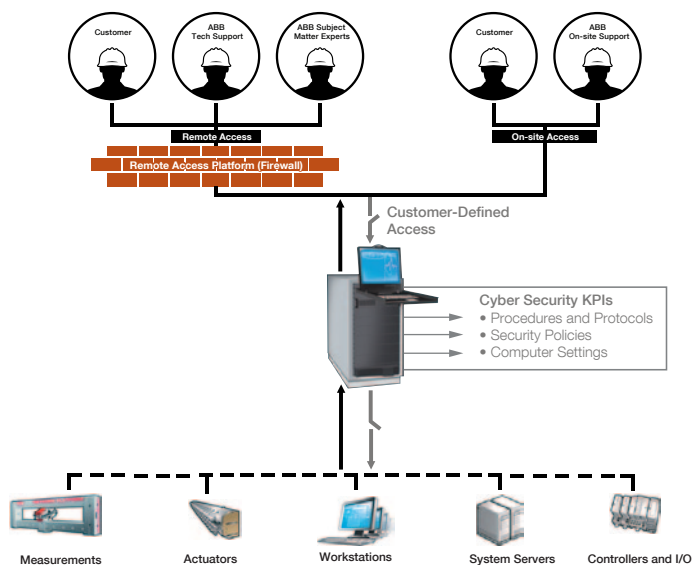 Customer
ABB
Tech Support
ABB Subject
Matter Experts
Customer
ABB
On-site Support
Remote Access
On-site Access
Remote Access Platform (Firewall)
Customer-Defined
Access
Cyber Security KPIs
• Procedures and Protocols
• Security Policies
• Computer Settings
Measurements
Actuators
Workstations
System Servers
Controllers and I/O